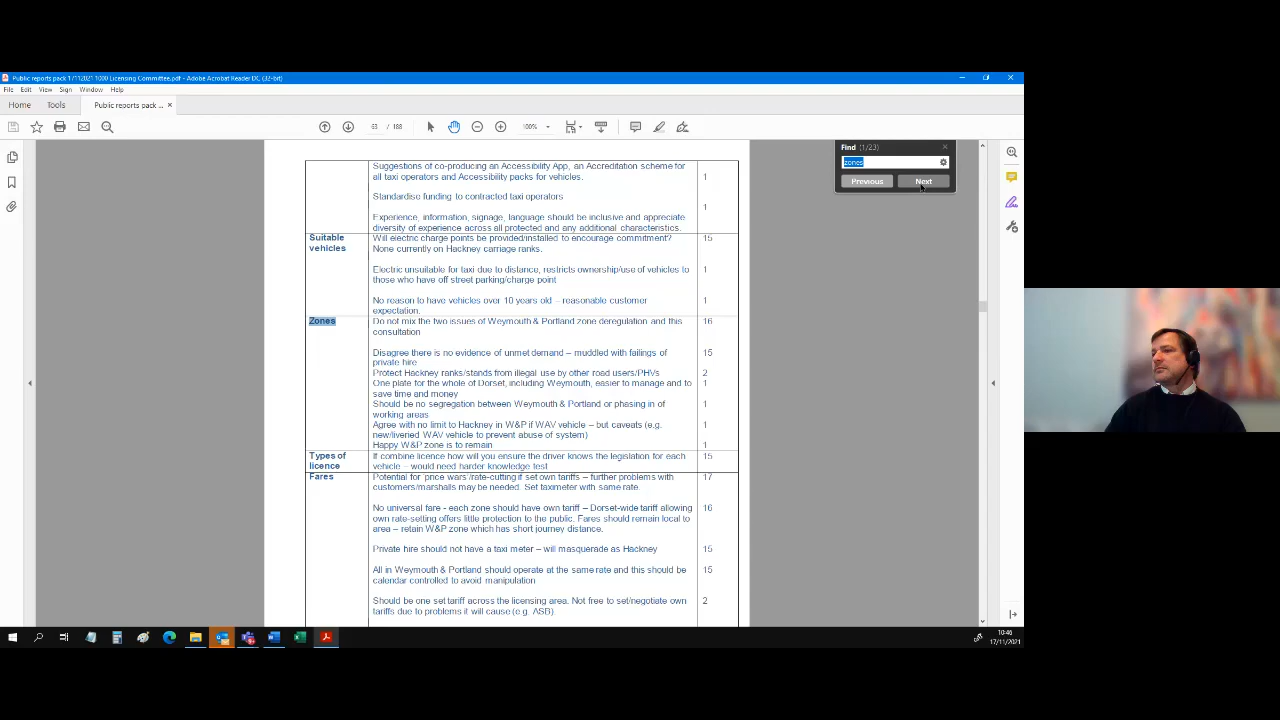 Public reports pack 17112021 1000 Licensing Committee.pdf - Adobe Acrobat Reader DC (32-bit)
File Edit View Sign Window Help
Home Tools Public reports pack ... ×
63 / 188 100%
Find (1/23)
zones
Previous Next
Suggestions of co-producing an Accessibility App, an Accreditation scheme for
all taxi operators and Accessibility packs for vehicles. 1
Standardise funding to contracted taxi operators
1
Experience, information, signage, language should be inclusive and appreciate
diversity of experience across all protected and any additional characteristics.
Suitable Will electric charge points be provided/installed to encourage commitment? 15
vehicles None currently on Hackney carriage ranks.
Electric unsuitable for taxi due to distance, restricts ownership/use of vehicles to 1
those who have off street parking/charge point
No reason to have vehicles over 10 years old – reasonable customer 1
expectation.
Zones Do not mix the two issues of Weymouth & Portland zone deregulation and this 16
consultation
Disagree there is no evidence of unmet demand – muddled with failings of 15
private hire
Protect Hackney ranks/stands from illegal use by other road users/PHVs 2
One plate for the whole of Dorset, including Weymouth, easier to manage and to 1
save time and money
Should be no segregation between Weymouth & Portland or phasing in of 1
working areas
Agree with no limit to Hackney in W&P if WAV vehicle – but caveats (e.g. 1
new/liveried WAV vehicle to prevent abuse of system)
Happy W&P zone is to remain 1
Types of If combine licence how will you ensure the driver knows the legislation for each 15
licence vehicle – would need harder knowledge test
Fares Potential for 'price wars'/rate-cutting if set own tariffs – further problems with 17
customers/marshalls may be needed. Set taximeter with same rate.
No universal fare - each zone should have own tariff – Dorset-wide tariff allowing 16
own rate-setting offers little protection to the public. Fares should remain local to
area – retain W&P zone which has short journey distance.
Private hire should not have a taxi meter – will masquerade as Hackney 15
All in Weymouth & Portland should operate at the same rate and this should be 15
calendar controlled to avoid manipulation
Should be one set tariff across the licensing area. Not free to set/negotiate own 2
tariffs due to problems it will cause (e.g. ASB).
10:46
17/11/2021